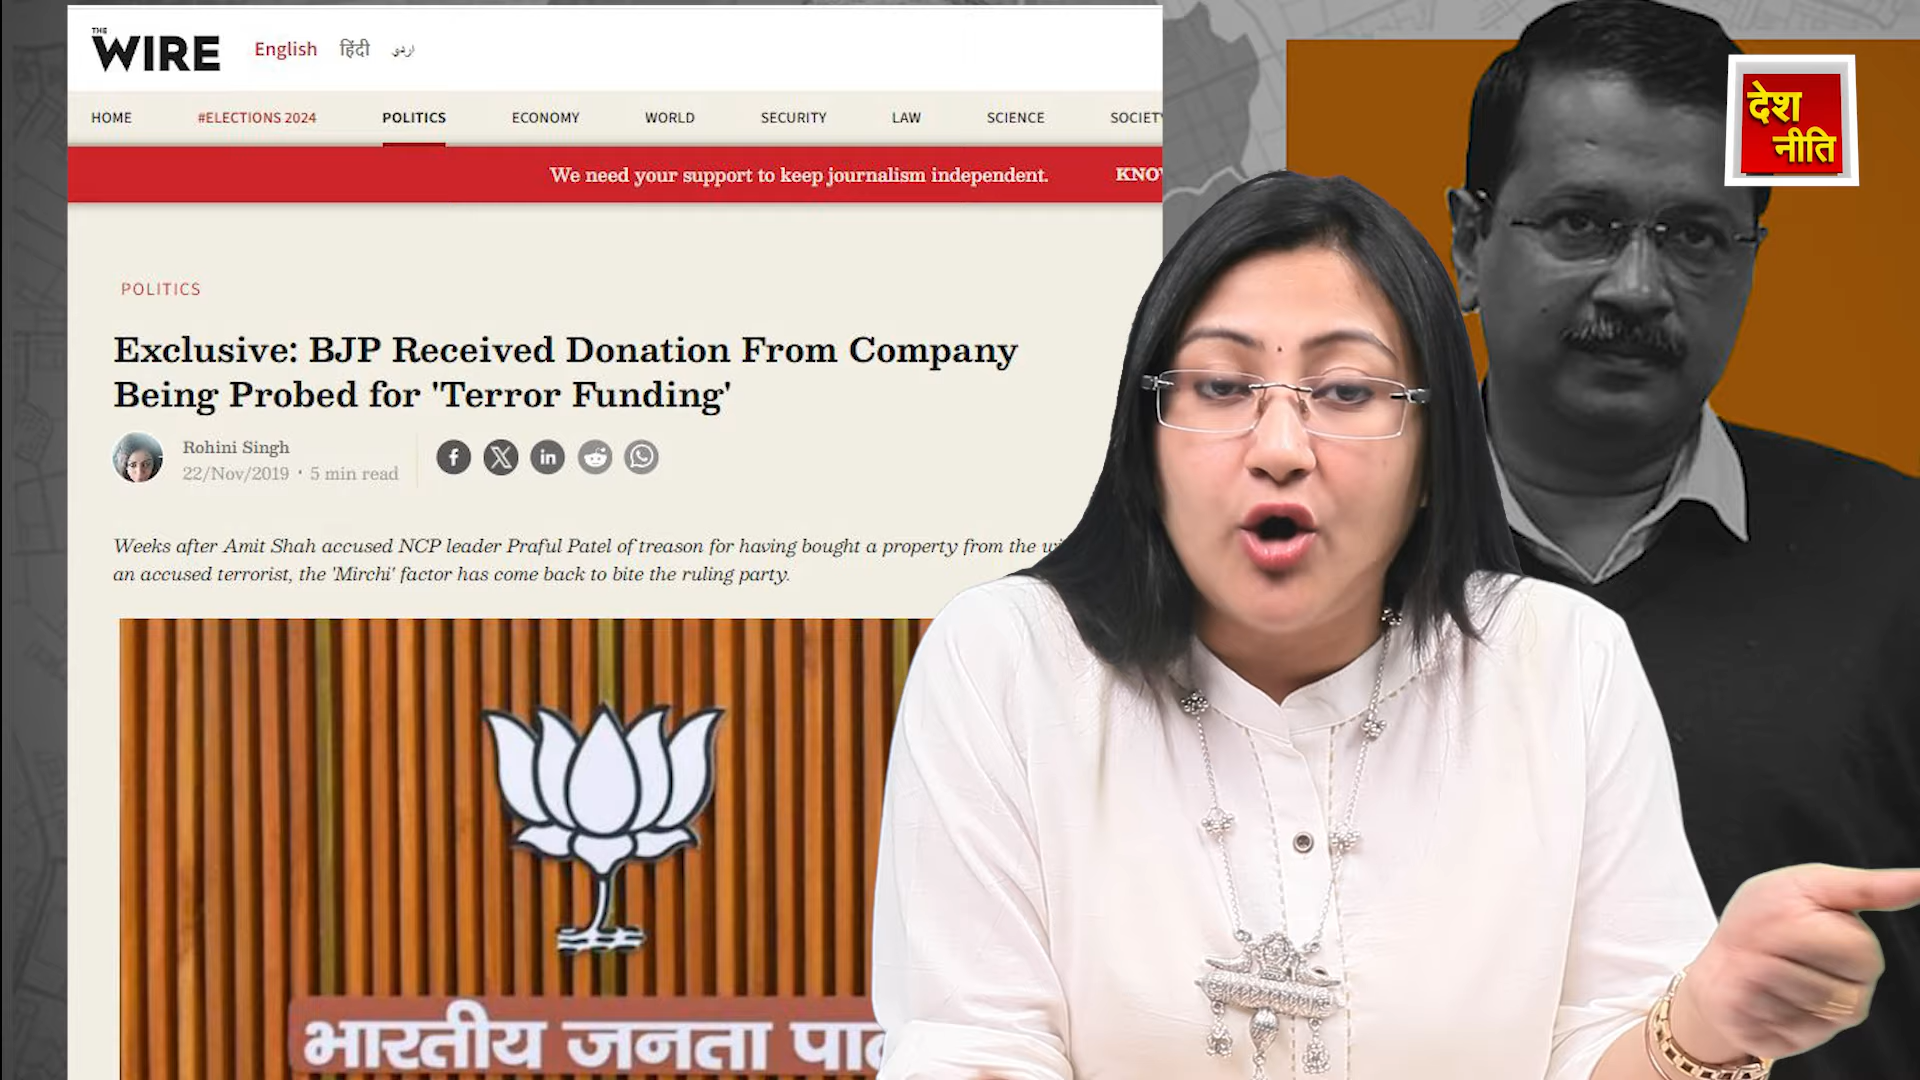 THE
WIRE
English हिंदी اردو
HOME #ELECTIONS 2024 POLITICS ECONOMY WORLD SECURITY LAW SCIENCE
We need your support to keep journalism independent.
POLITICS
Exclusive: BJP Received Donation From Company
Being Probed for 'Terror Funding'
Rohini Singh
22/Nov/2019 • 5 min read
Weeks after Amit Shah accused NCP leader Praful Patel of treason for having bought a property from the
an accused terrorist, the 'Mirchi' factor has come back to bite the ruling party.
भारतीय जनता
देश
नीति